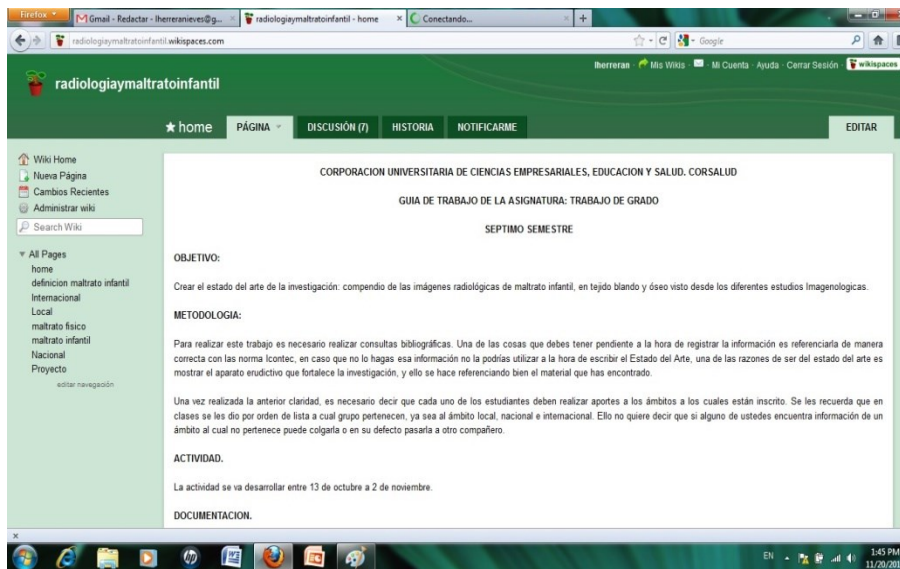 Firefox
Gmail - Redactar - lherreranieves@g...
radiologiaymaltratoinfantil - home
Conectando...
radiologiaymaltratoinfantil.wikispaces.com
Google
lherreran - Mis Wikis - Mi Cuenta - Ayuda - Cerrar Sesión - wikispaces
radiologiaymaltratoinfantil
home
PÁGINA
DISCUSIÓN (7)
HISTORIA
NOTIFICARME
EDITAR
Wiki Home
Nueva Página
Cambios Recientes
Administrar wiki
Search Wiki
All Pages
home
definicion maltrato infantil
Internacional
Local
maltrato fisico
maltrato infantil
Nacional
Proyecto
editar navegación
CORPORACION UNIVERSITARIA DE CIENCIAS EMPRESARIALES, EDUCACION Y SALUD. CORSALUD
GUIA DE TRABAJO DE LA ASIGNATURA: TRABAJO DE GRADO
SEPTIMO SEMESTRE
OBJETIVO:
Crear el estado del arte de la investigación: compendio de las imágenes radiológicas de maltrato infantil, en tejido blando y óseo visto desde los diferentes estudios Imagenologicas.
METODOLOGIA:
Para realizar este trabajo es necesario realizar consultas bibliográficas. Una de las cosas que debes tener pendiente a la hora de registrar la información es referenciarla de manera
correcta con las norma Icontec, en caso que no lo hagas esa información no la podrías utilizar a la hora de escribir el Estado del Arte, una de las razones de ser del estado del arte es
mostrar el aparato erudictivo que fortalece la investigación, y ello se hace referenciando bien el material que has encontrado.
Una vez realizada la anterior claridad, es necesario decir que cada uno de los estudiantes deben realizar aportes a los ámbitos a los cuales están inscrito. Se les recuerda que en
clases se les dio por orden de lista a cual grupo pertenecen, ya sea al ámbito local, nacional e internacional. Ello no quiere decir que si alguno de ustedes encuentra información de un
ámbito al cual no pertenece puede colgarla o en su defecto pasarla a otro compañero.
ACTIVIDAD.
La actividad se va desarrollar entre 13 de octubre a 2 de noviembre.
DOCUMENTACION.
EN
1:45 PM
11/20/201